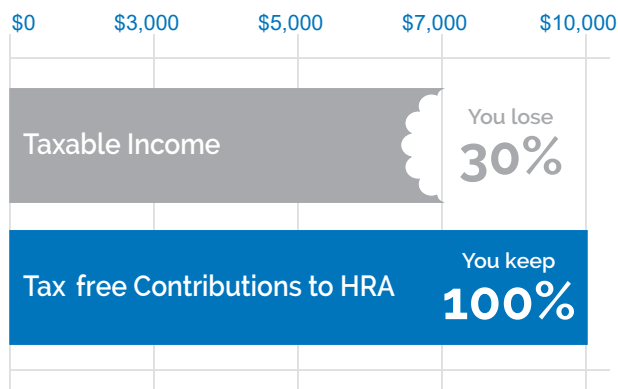 $0 $3,000 $5,000 $7,000 $10,000
Taxable Income
You lose
30%
Tax free Contributions to HRA
You keep
100%